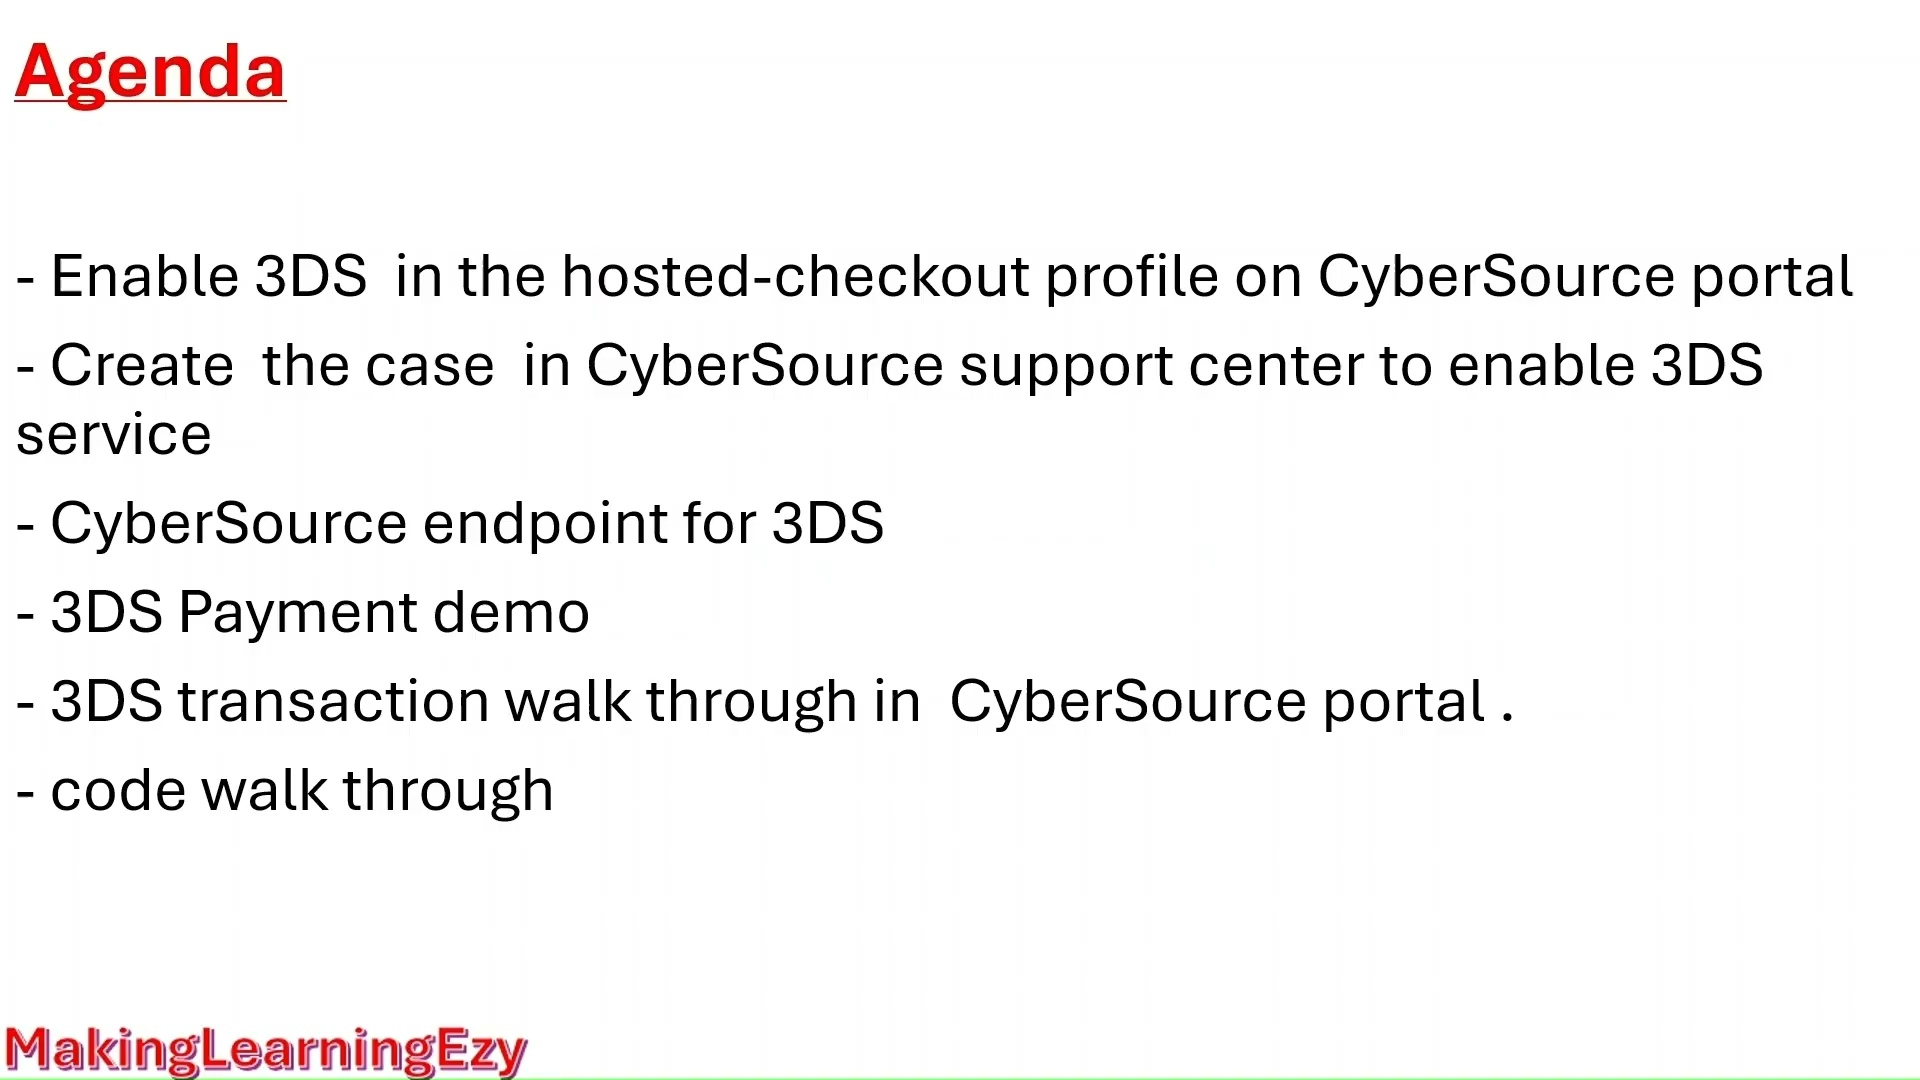 Agenda
- Enable 3DS  in the hosted-checkout profile on CyberSource portal
- Create  the case  in CyberSource support center to enable 3DS
service
- CyberSource endpoint for 3DS
- 3DS Payment demo
- 3DS transaction walk through in  CyberSource portal .
- code walk through
MakingLearningEzy